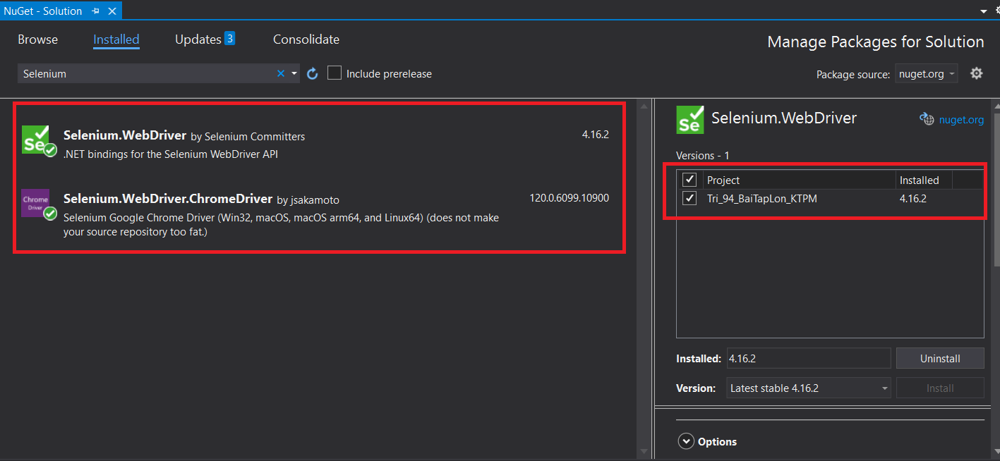 NuGet - Solution
Browse
Installed
Updates 3
Consolidate
Manage Packages for Solution
Selenium
Include prerelease
Package source: nuget.org
Se
Selenium.WebDriver by Selenium Committers
4.16.2
.NET bindings for the Selenium WebDriver API
Chrome
Driver
Selenium.WebDriver.ChromeDriver by jsakamoto
120.0.6099.10900
Selenium Google Chrome Driver (Win32, macOS, macOS arm64, and Linux64) (does not make
your source repository too fat.)
Se
Selenium.WebDriver
nuget.org
Versions - 1
Project
Installed
Tri_94_BaiTapLon_KTPM
4.16.2
Installed: 4.16.2
Uninstall
Version: Latest stable 4.16.2
Install
Options